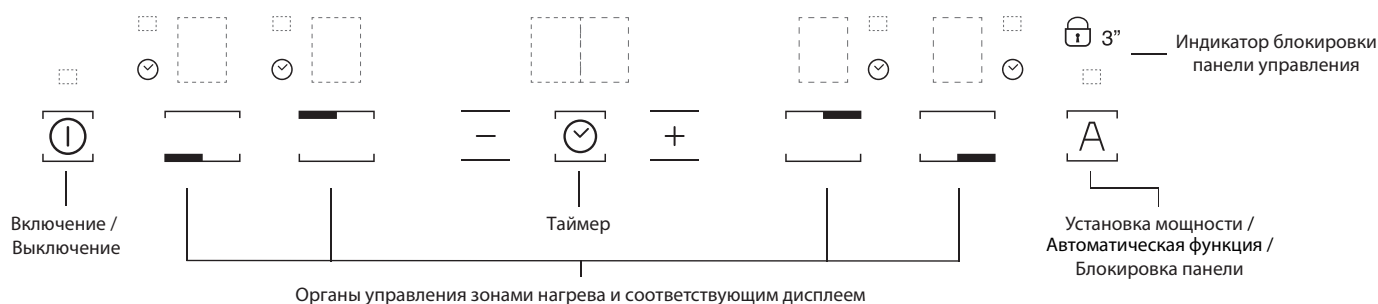 3”
Индикатор блокировки
панели управления
−
+
A
Включение /
Выключение
Таймер
Установка мощности /
Автоматическая функция /
Блокировка панели
Органы управления зонами нагрева и соответствующим дисплеем